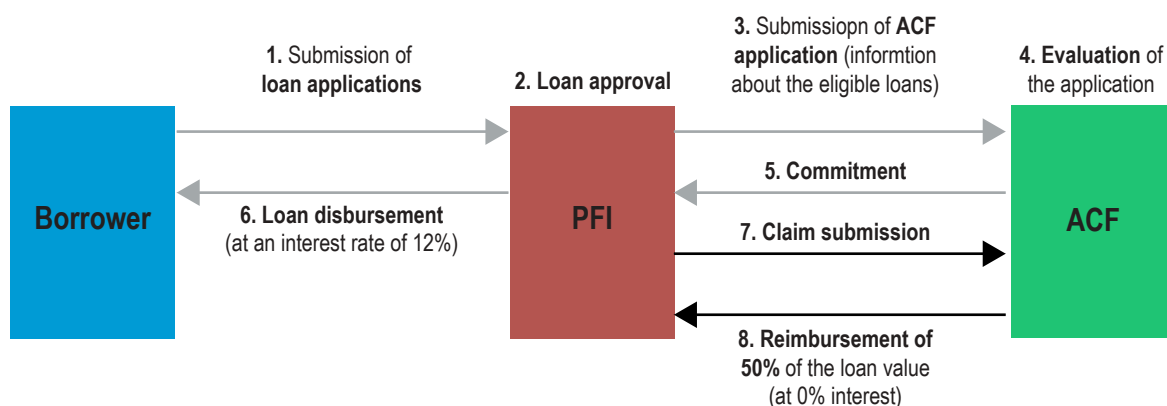 1. Submission of
loan applications
2. Loan approval
3. Submissiopn of ACF
application (informtion
about the eligible loans)
4. Evaluation of
the application
Borrower
PFI
ACF
5. Commitment
6. Loan disbursement
(at an interest rate of 12%)
7. Claim submission
8. Reimbursement of
50% of the loan value
(at 0% interest)